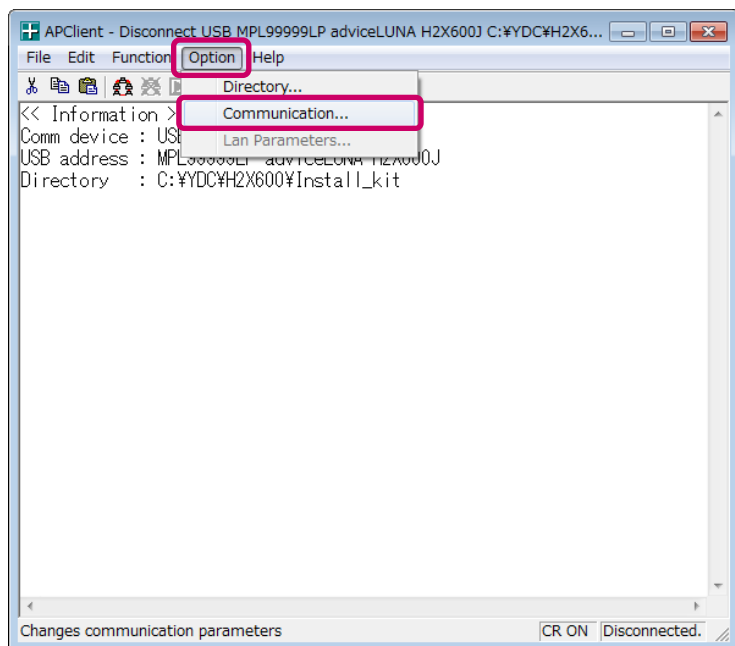 APClient - Disconnect USB MPL99999LP adviceLUNA H2X600J C:¥YDC¥H2X6...
File Edit Function Option Help
Directory...
Communication...
Lan Parameters...
<< Information >
Comm device : US
USB address : MPL99999LP adviceLUNA H2X600J
Directory : C:¥YDC¥H2X600¥Install_kit
Changes communication parameters CR ON Disconnected.